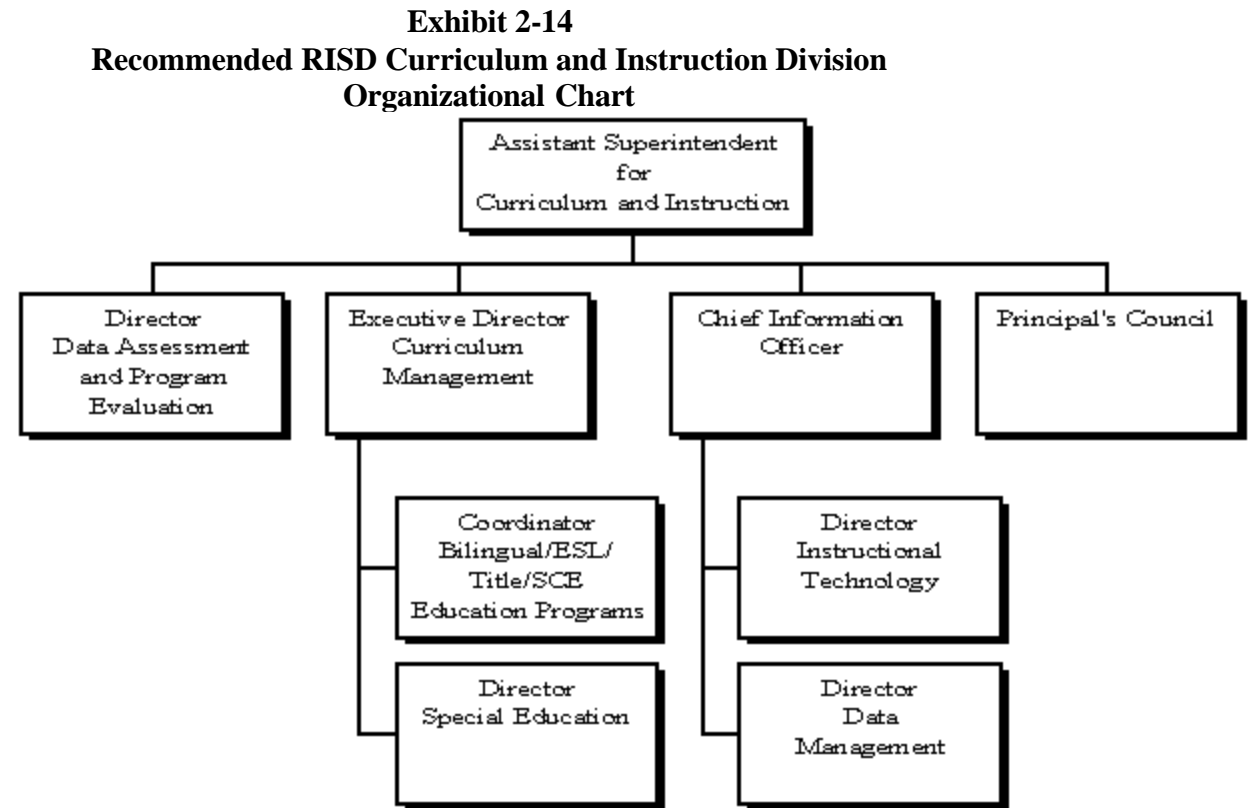 Exhibit 2-14
Recommended RISD Curriculum and Instruction Division
Organizational Chart
Assistant Superintendent
for
Curriculum and Instruction
Director
Data Assessment
and Program
Evaluation
Executive Director
Curriculum
Management
Chief Information
Officer
Principal's Council
Coordinator
Bilingual/ESL/
Title/SCE
Education Programs
Director
Special Education
Director
Instructional
Technology
Director
Data
Management